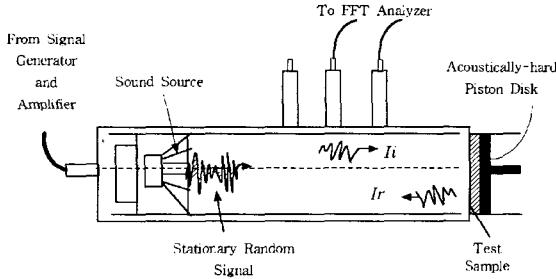 To FFT Analyzer
From Signal
Generator
and
Amplifier
Sound Source
Acoustically-hard
Piston Disk
Ii
Ir
Stationary Random
Signal
Test
Sample